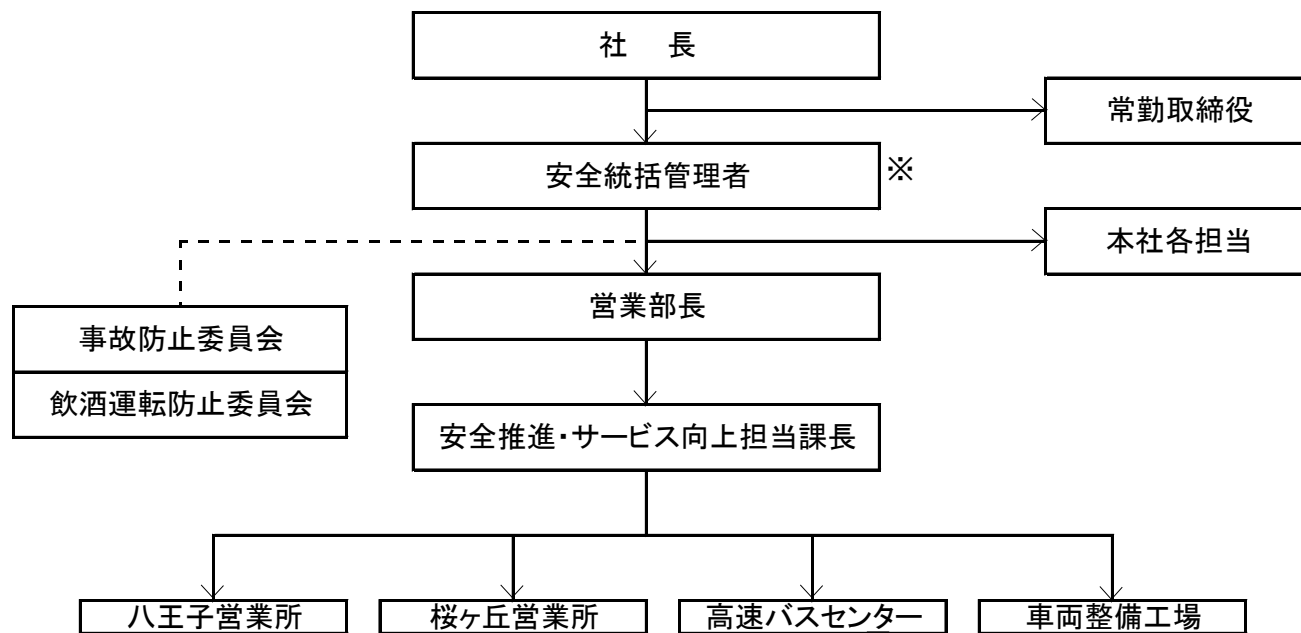 社　長
常勤取締役
安全統括管理者 ※
本社各担当
営業部長
事故防止委員会
飲酒運転防止委員会
安全推進・サービス向上担当課長
八王子営業所
桜ヶ丘営業所
高速バスセンター
車両整備工場